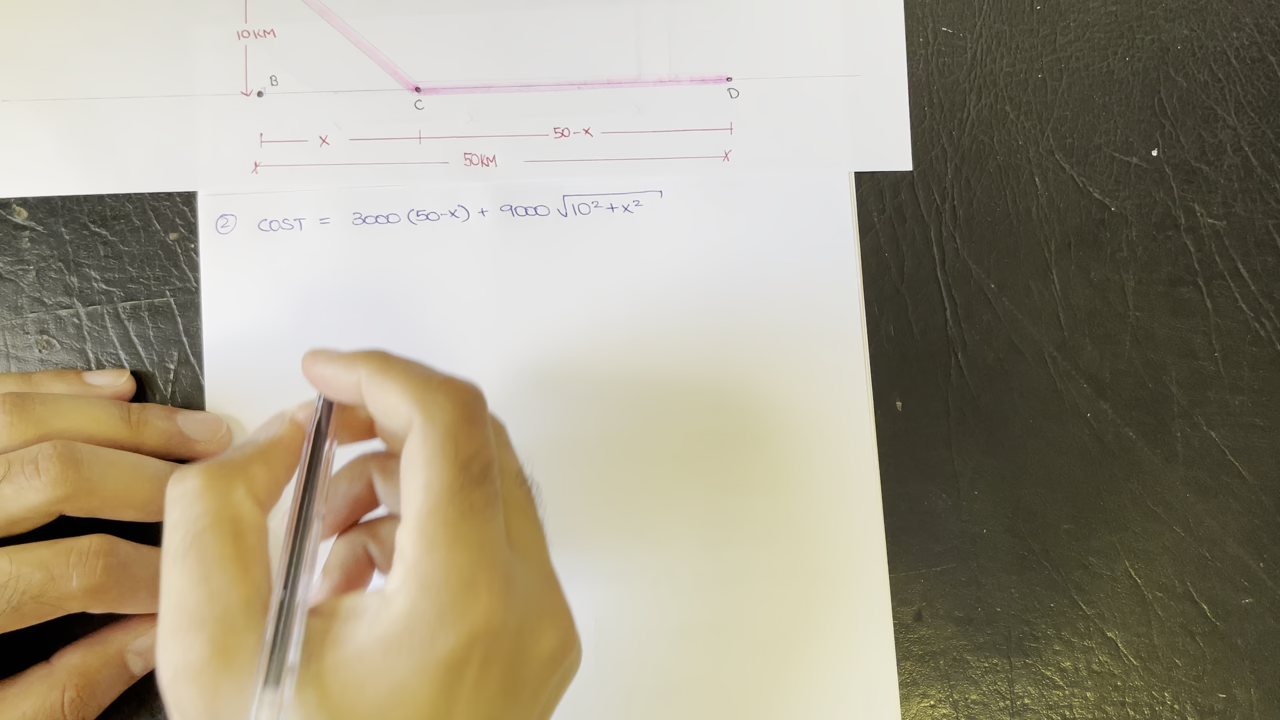 10KM
B
C
D
x
50-x
50KM
② COST = 3000 (50-x) + 9000 √10² + x²